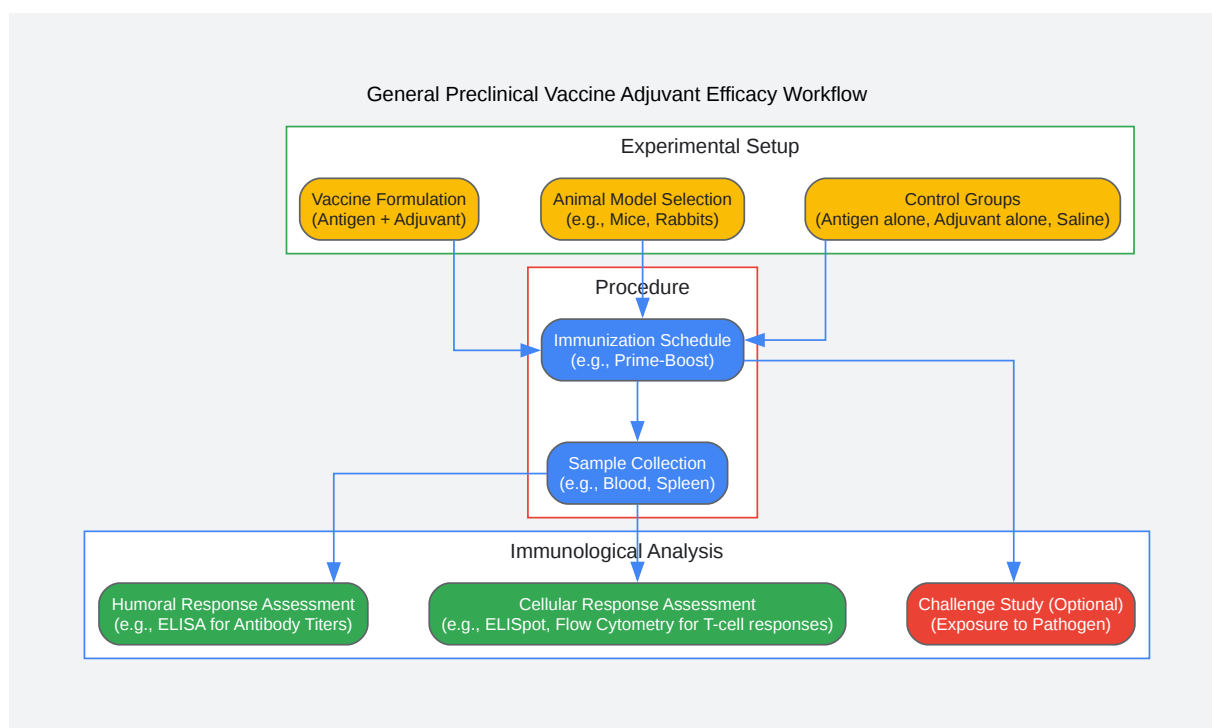 General Preclinical Vaccine Adjuvant Efficacy Workflow
Experimental Setup
Vaccine Formulation
(Antigen + Adjuvant)
Animal Model Selection
(e.g., Mice, Rabbits)
Control Groups
(Antigen alone, Adjuvant alone, Saline)
Procedure
Immunization Schedule
(e.g., Prime-Boost)
Sample Collection
(e.g., Blood, Spleen)
Immunological Analysis
Humoral Response Assessment
(e.g., ELISA for Antibody Titers)
Cellular Response Assessment
(e.g., ELISpot, Flow Cytometry for T-cell responses)
Challenge Study (Optional)
(Exposure to Pathogen)